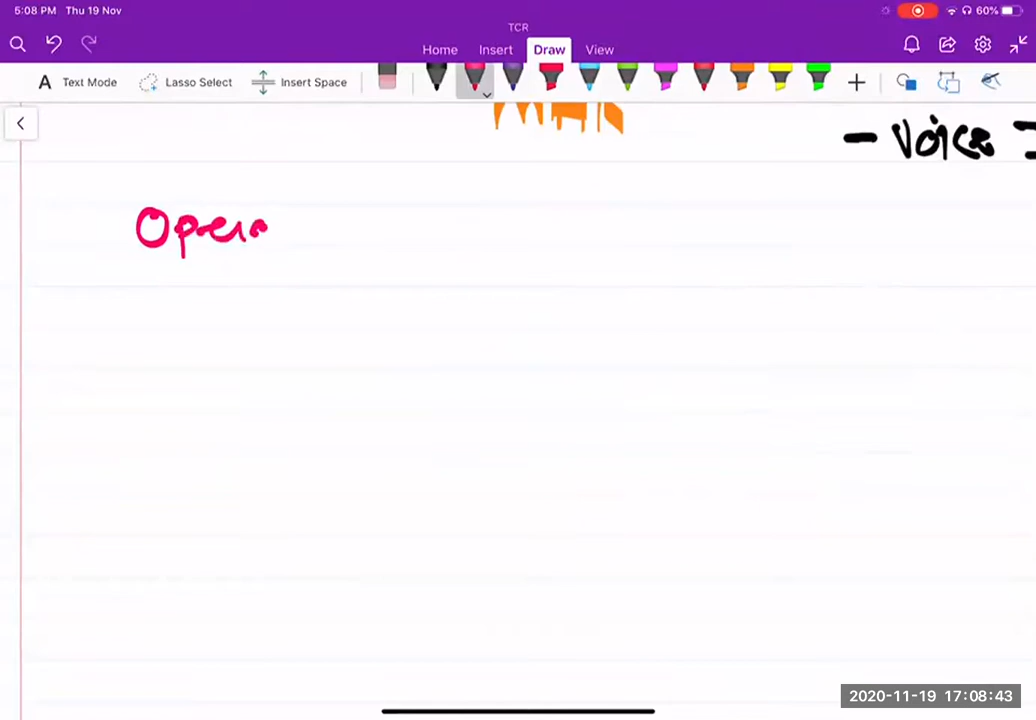 5:08 PM Thu 19 Nov 60%
TCR
Home Insert Draw View
Text Mode Lasso Select Insert Space
- Voice
Opera
2020-11-19 17:08:43